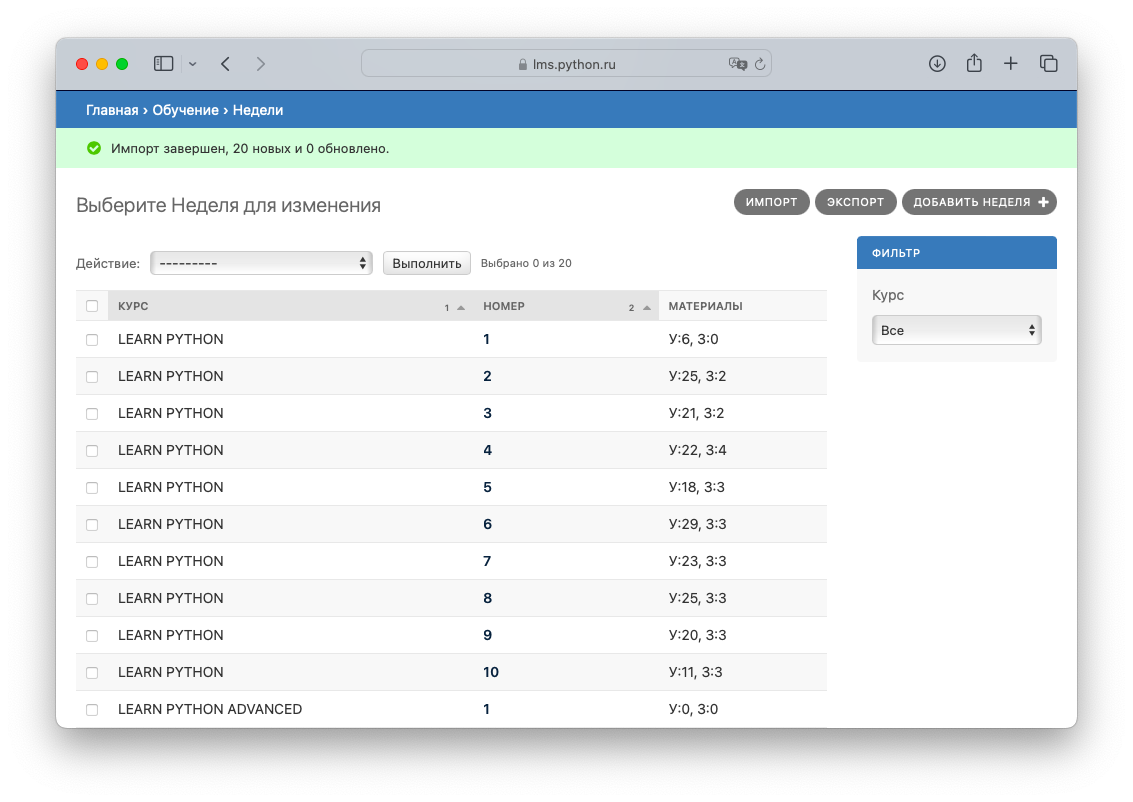 lms.python.ru
Главная › Обучение › Недели
Импорт завершен, 20 новых и 0 обновлено.
Выберите Неделя для изменения
ИМПОРТ ЭКСПОРТ ДОБАВИТЬ НЕДЕЛЯ +
Действие: --------- Выполнить Выбрано 0 из 20
ФИЛЬТР
Курс
Все
КУРС 1 НОМЕР 2 МАТЕРИАЛЫ
LEARN PYTHON 1 У:6, З:0
LEARN PYTHON 2 У:25, З:2
LEARN PYTHON 3 У:21, З:2
LEARN PYTHON 4 У:22, З:4
LEARN PYTHON 5 У:18, З:3
LEARN PYTHON 6 У:29, З:3
LEARN PYTHON 7 У:23, З:3
LEARN PYTHON 8 У:25, З:3
LEARN PYTHON 9 У:20, З:3
LEARN PYTHON 10 У:11, З:3
LEARN PYTHON ADVANCED 1 У:0, З:0